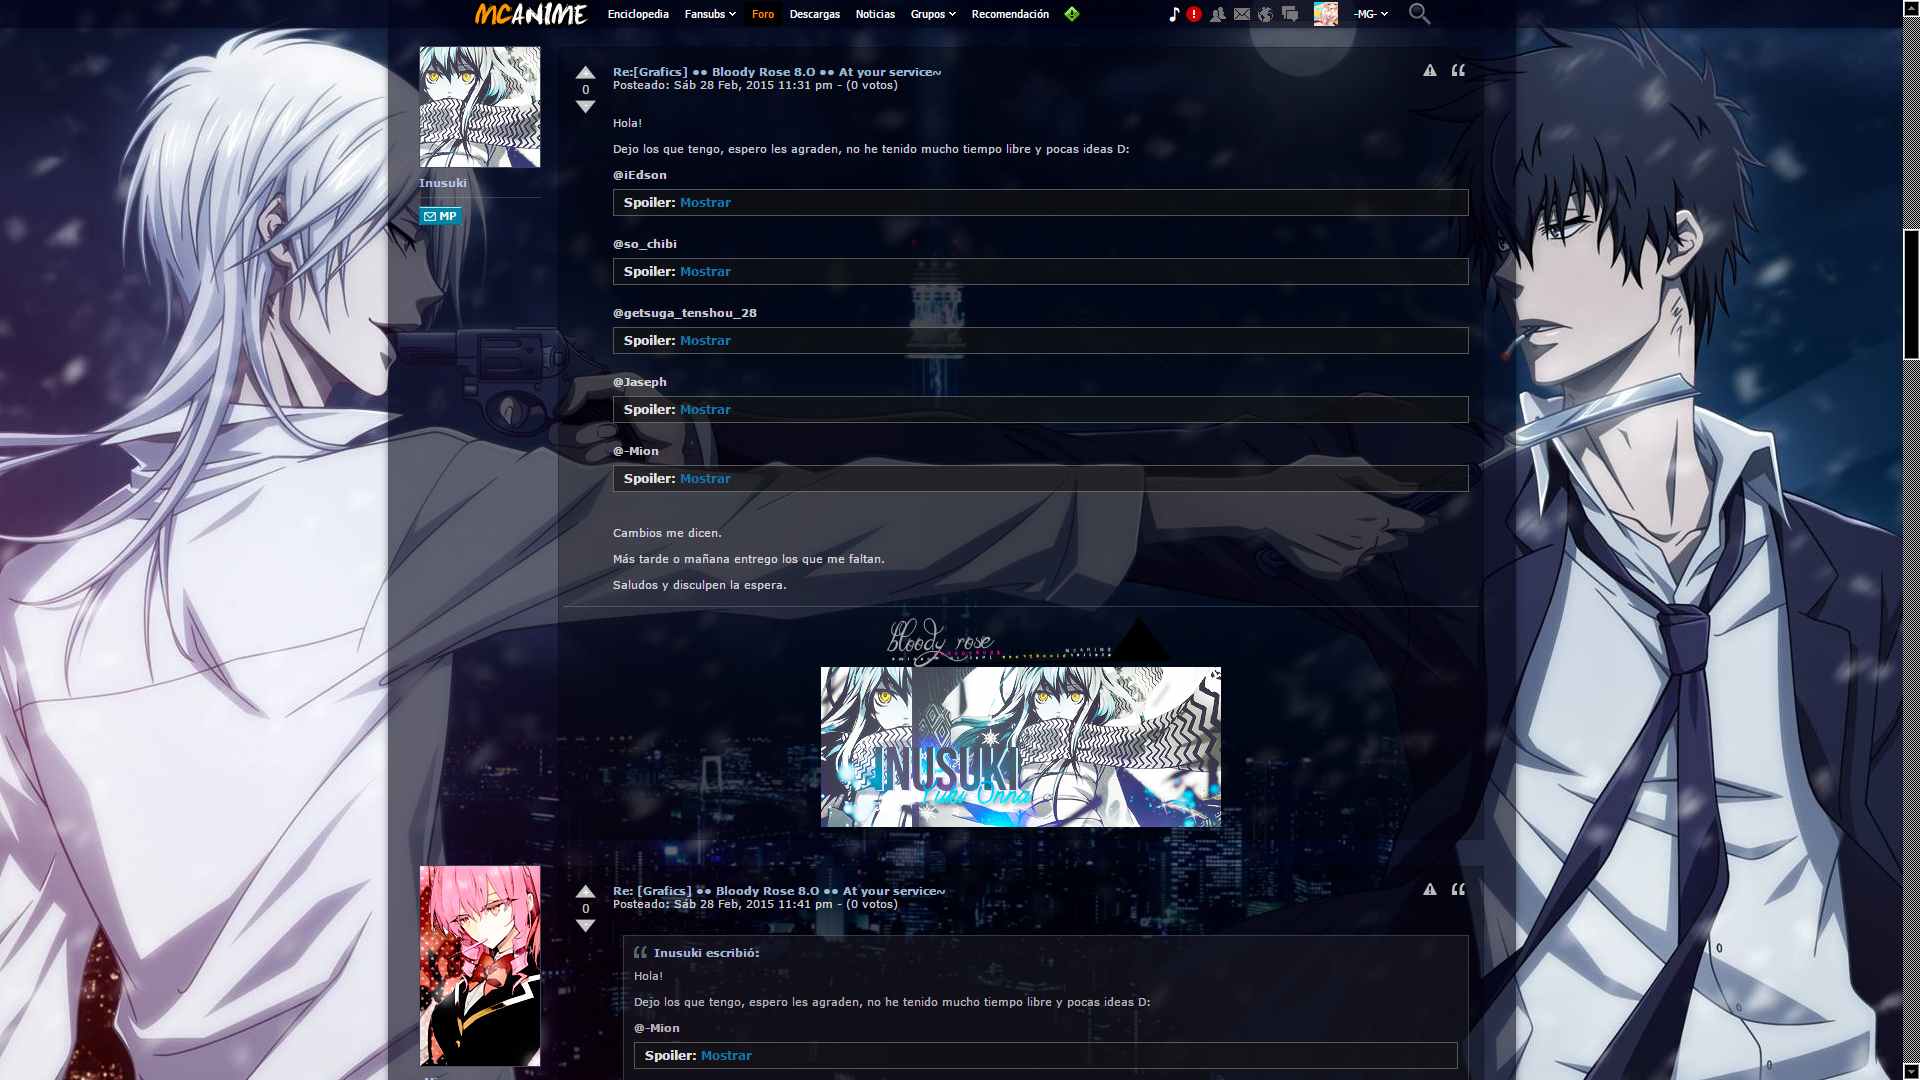 MCANIME
Enciclopedia Fansubs Foro Descargas Noticias Grupos Recomendación -MG-
Inusuki
MP
0
Re:[Grafics] •• Bloody Rose 8.O •• At your service~
Posteado: Sáb 28 Feb, 2015 11:31 pm - (0 votos)
Hola!
Dejo los que tengo, espero les agraden, no he tenido mucho tiempo libre y pocas ideas D:
@iEdson
Spoiler: Mostrar
@so_chibi
Spoiler: Mostrar
@getsuga_tenshou_28
Spoiler: Mostrar
@Jaseph
Spoiler: Mostrar
@-Mion
Spoiler: Mostrar
Cambios me dicen.
Más tarde o mañana entrego los que me faltan.
Saludos y disculpen la espera.
bloody rose
INUSUKI
Yuki Onna
0
Re: [Grafics] •• Bloody Rose 8.O •• At your service~
Posteado: Sáb 28 Feb, 2015 11:41 pm - (0 votos)
Inusuki escribió:
Hola!
Dejo los que tengo, espero les agraden, no he tenido mucho tiempo libre y pocas ideas D:
@-Mion
Spoiler: Mostrar